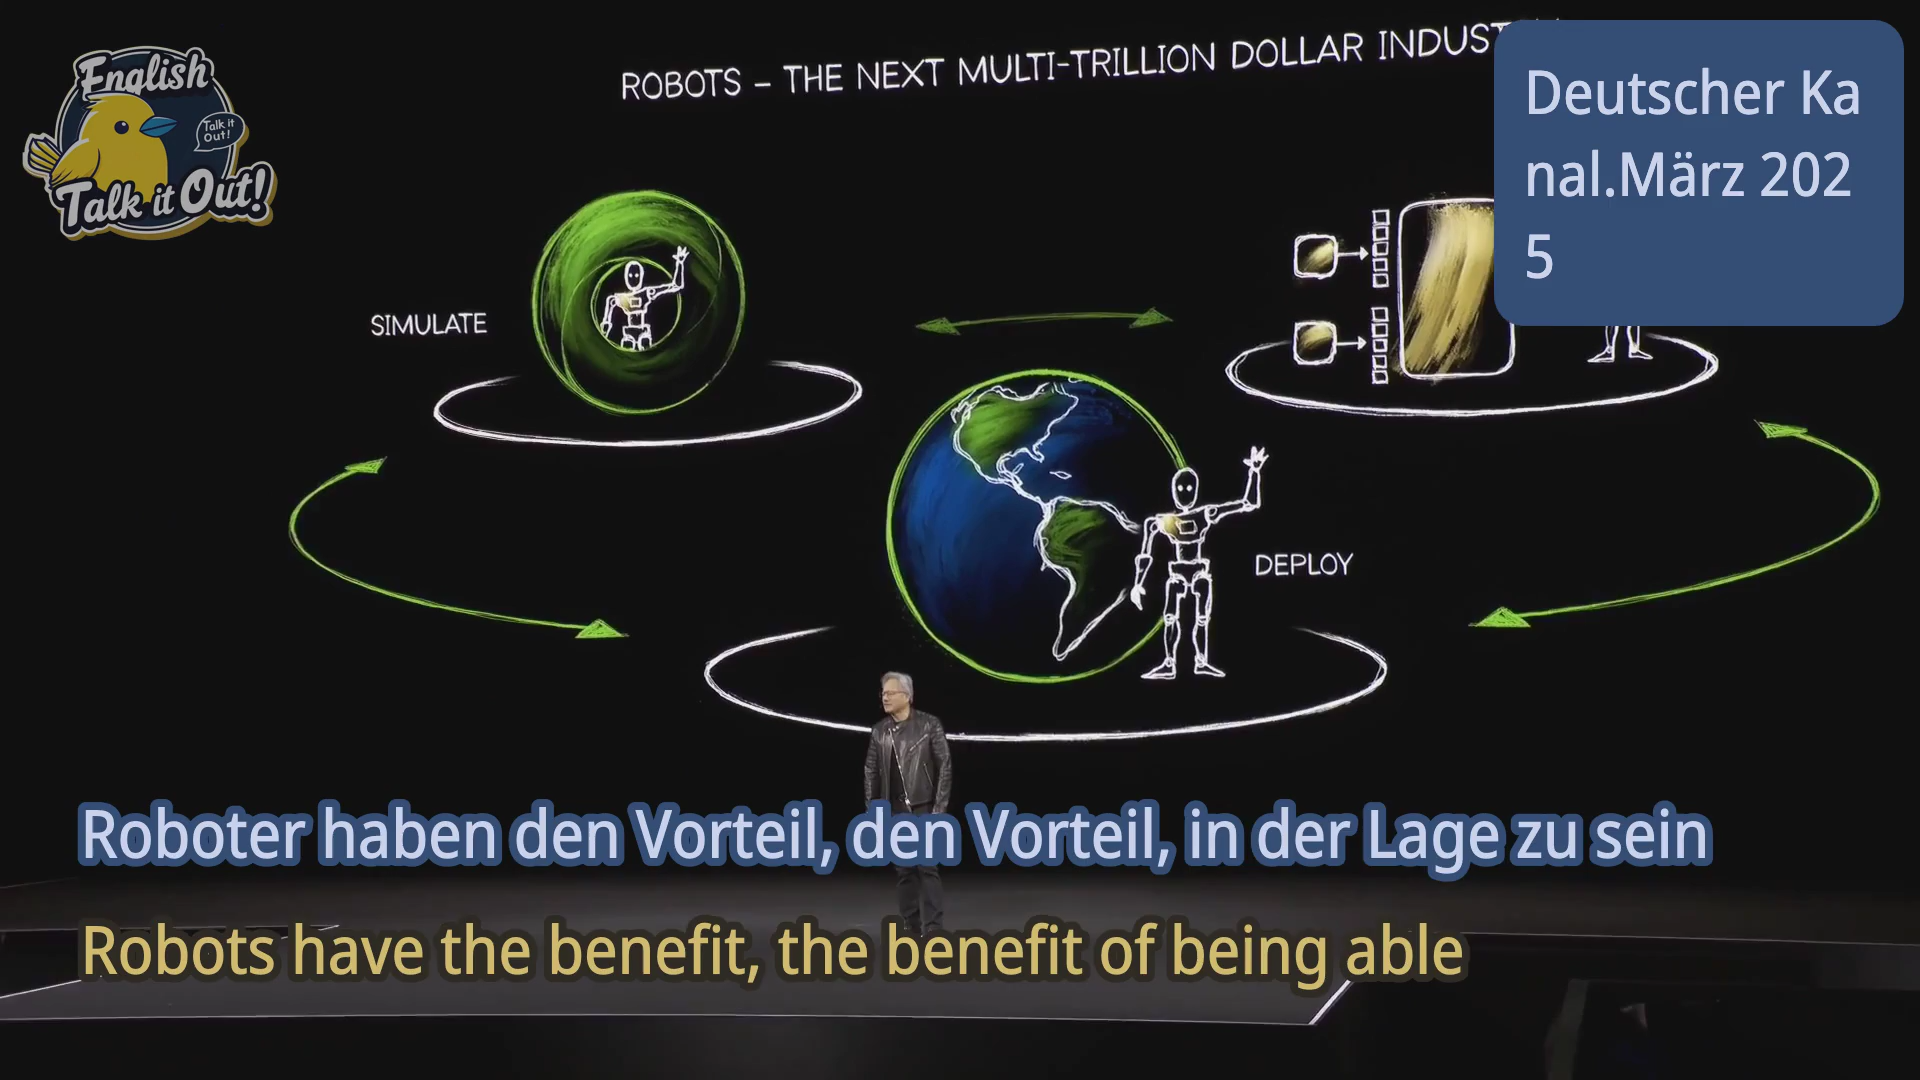 English
Talk it
Out!
Talk it Out!
ROBOTS – THE NEXT MULTI-TRILLION DOLLAR INDUST
Deutscher Ka
nal.März 202
5
SIMULATE
DEPLOY
Roboter haben den Vorteil, den Vorteil, in der Lage zu sein
Robots have the benefit, the benefit of being able